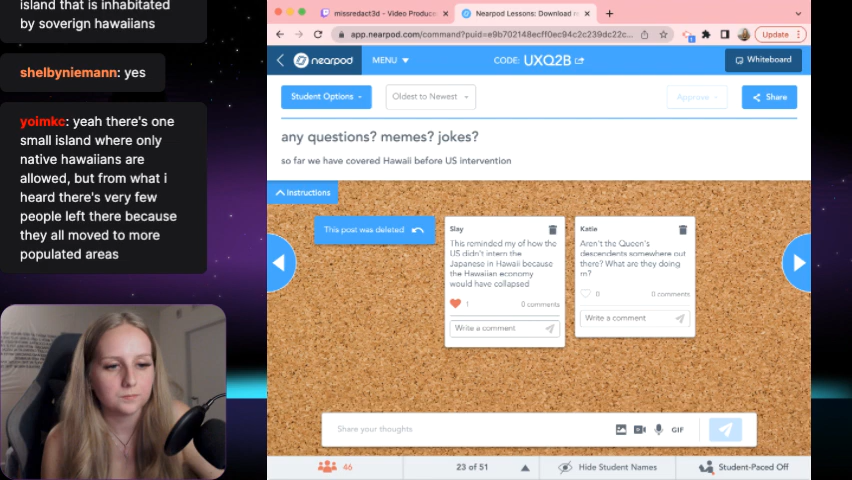 island that is inhabitated
by soverign hawaiians
shelbyniemann: yes
yoimkc: yeah there's one
small island where only
native hawaiians are
allowed, but from what i
heard there's very few
people left there because
they all moved to more
populated areas
missredact3d - Video Produce
Nearpod Lessons: Download n
app.nearpod.com/command?puid=e9b702148ecff0ec94c2c239dc22c...
1
Update
nearpod
MENU
CODE: UXQ2B
Whiteboard
Student Options
Oldest to Newest
Approve
Share
any questions? memes? jokes?
so far we have covered Hawaii before US intervention
Instructions
This post was deleted
Slay
This reminded my of how the
US didn't intern the
Japanese in Hawaii because
the Hawaiian economy
would have collapsed
1
0 comments
Write a comment
Katie
Aren't the Queen's
descendents somewhere out
there? What are they doing
rn?
0
0 comments
Write a comment
Share your thoughts
GIF
46
23 of 51
Hide Student Names
Student-Paced Off